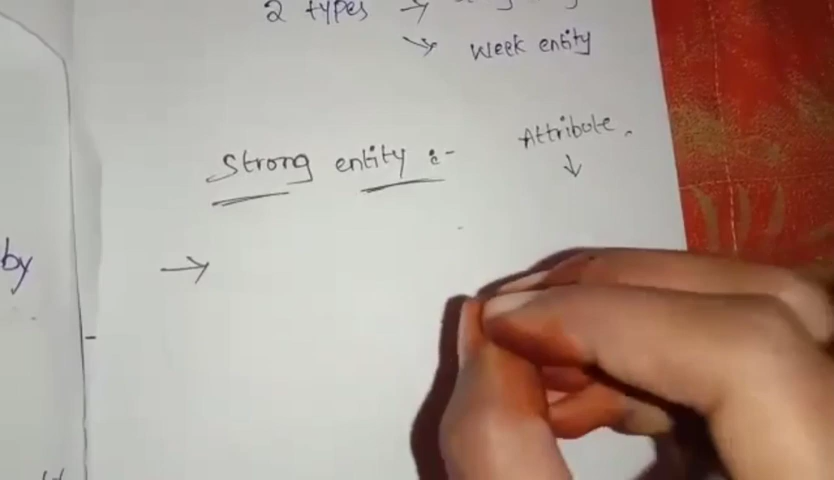 2 types →
↘ Week entity
Attribute.
↓
Strong entity :-
→
by